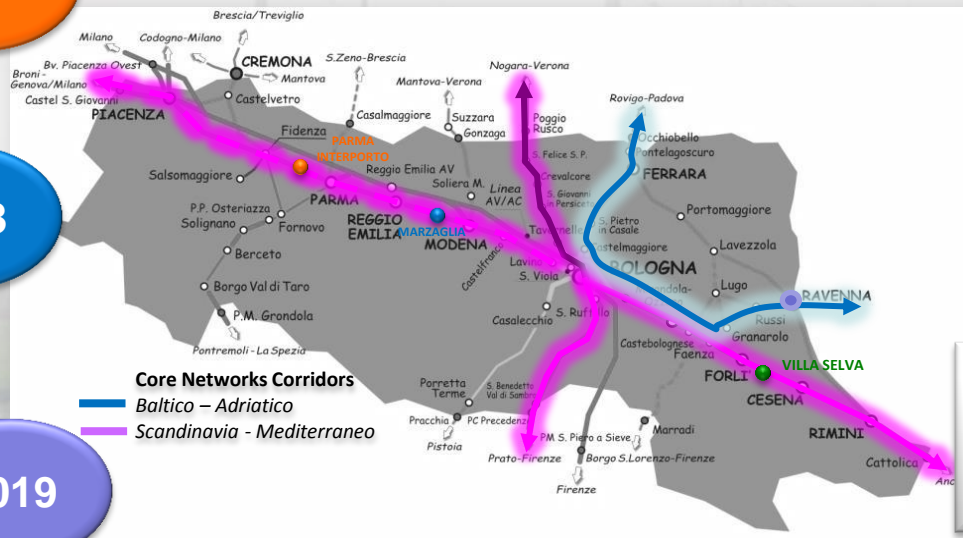 Brescia/Treviglio
Milano
Codogno-Milano
S.Zeno-Brescia
Bv. Piacenza Ovest
CREMONA
Nogara-Verona
Broni -
Genova/Milano
Mantova
Mantova-Verona
Castel S. Giovanni
Castelvetro
Rovigo-Padova
PIACENZA
Casalmaggiore
Suzzara
Poggio
Rusco
Fidenza
Gonzaga
Occhiobello
PARMA
INTERPORTO
Pontelagoscuro
S. Felice S. P.
Salsomaggiore
Reggio Emilia AV
Crevalcore
FERRARA
Soliera M.
Linea
AV/AC
S. Giovanni
in Persiceto
PARMA
P.P. Osteriazza
REGGIO
EMILIA
S. Pietro
in Casale
Portomaggiore
Solignano
Fornovo
MARZAGLIA
MODENA
Castelmaggiore
Lavezzola
Berceto
Castelfranco
Lavino
BOLOGNA
S. Viola
Borgo Val di Taro
Lugo
RAVENNA
P.M. Grondola
Casalecchio
S. Ruffillo
Russi
Granarolo
Castebolognese
Pontremoli - La Spezia
Faenza
VILLA SELVA
FORLI'
Core Networks Corridors
Baltico – Adriatico
Scandinavia - Mediterraneo
Porretta
Terme
S. Benedetto
Val di Sambro
CESENA
Pracchia
PC Precedenze
Marradi
RIMINI
Pistoia
PM S. Piero a Sieve
Prato-Firenze
Borgo S.Lorenzo-Firenze
Cattolica
Firenze
019